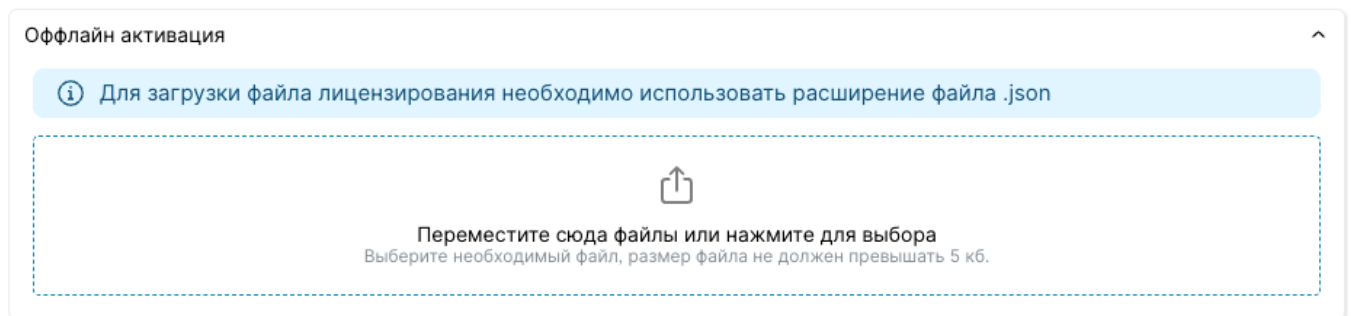 Оффлайн активация
Для загрузки файла лицензирования необходимо использовать расширение файла .json
Переместите сюда файлы или нажмите для выбора
Выберите необходимый файл, размер файла не должен превышать 5 кб.